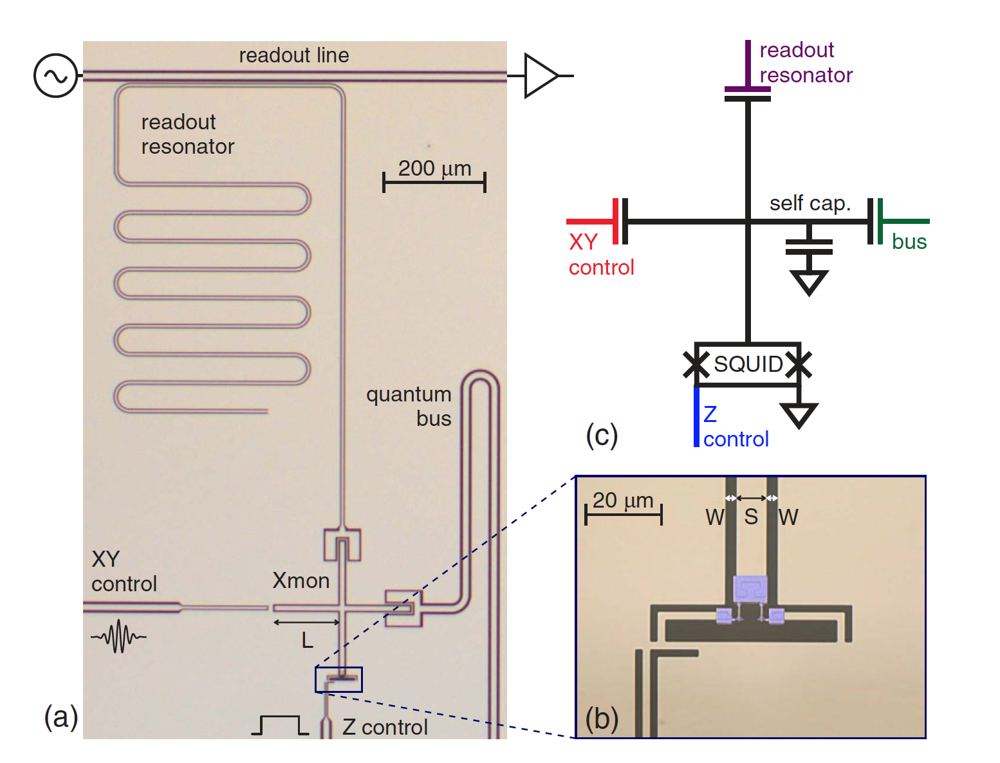 readout line
readout
resonator
200 µm
quantum
bus
XY
control
Xmon
L
Z control
(a)
readout
resonator
self cap.
XY
control
bus
SQUID
Z
control
(c)
20 µm
W S W
(b)